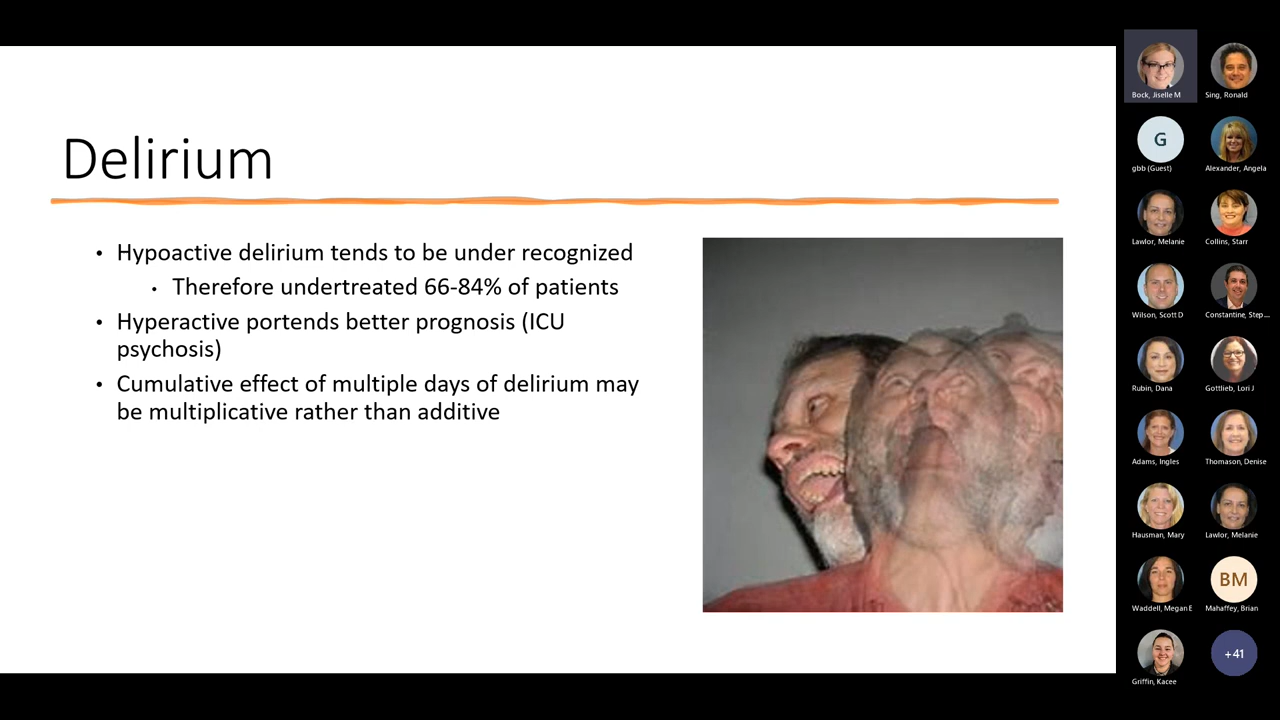 Delirium
• Hypoactive delirium tends to be under recognized
• Therefore undertreated 66-84% of patients
• Hyperactive portends better prognosis (ICU
psychosis)
• Cumulative effect of multiple days of delirium may
be multiplicative rather than additive
Bock, Jiselle M
Sing, Ronald
G
gbb (Guest)
Alexander, Angela
Lawlor, Melanie
Collins, Starr
Wilson, Scott D
Constantine, Step...
Rubin, Dana
Gottlieb, Lori J
Adams, Ingles
Thomason, Denise
Hausman, Mary
Lawlor, Melanie
Waddell, Megan E
BM
Mahaffey, Brian
Griffin, Kacee
+41